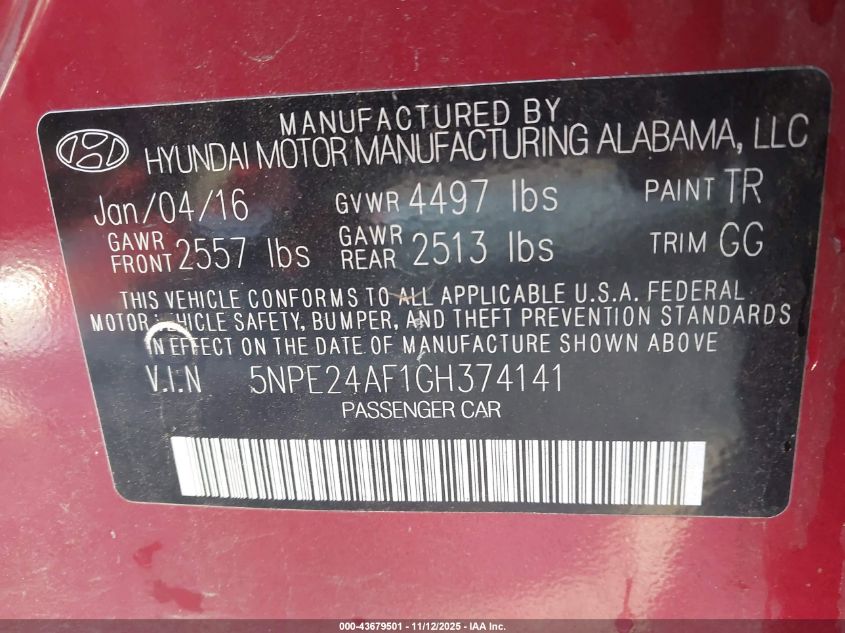 MANUFACTURED BY
HYUNDAI MOTOR MANUFACTURING ALABAMA, LLC
Jan/04/16 GVWR 4497 lbs PAINT TR
GAWR FRONT 2557 lbs GAWR REAR 2513 lbs TRIM GG
THIS VEHICLE CONFORMS TO ALL APPLICABLE U.S.A. FEDERAL
MOTOR HICLE SAFETY, BUMPER, AND THEFT PREVENTION STANDARDS
IN EFFECT ON THE DATE OF MANUFACTURE SHOWN ABOVE.
V.I.N 5NPE24AF1GH374141
PASSENGER CAR
000-43679501 - 11/12/2025 - IAA Inc.